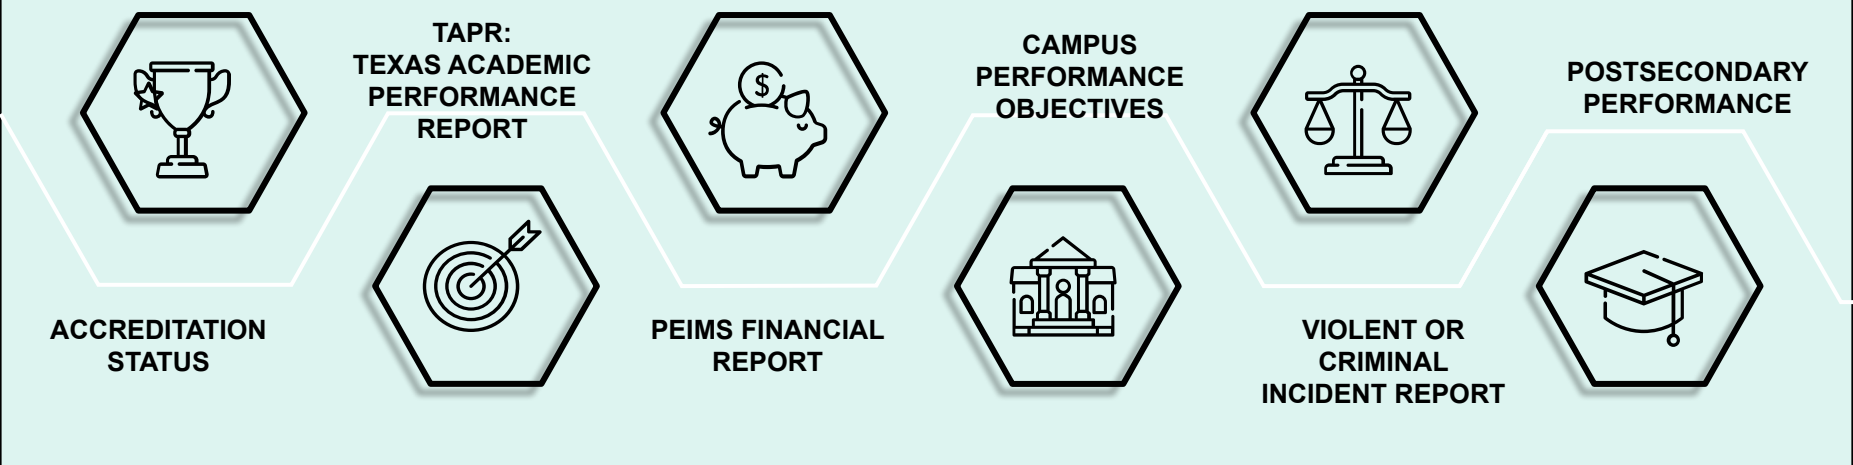 ACCREDITATION
STATUS
TAPR:
TEXAS ACADEMIC
PERFORMANCE
REPORT
$
PEIMS FINANCIAL
REPORT
CAMPUS
PERFORMANCE
OBJECTIVES
VIOLENT OR
CRIMINAL
INCIDENT REPORT
POSTSECONDARY
PERFORMANCE